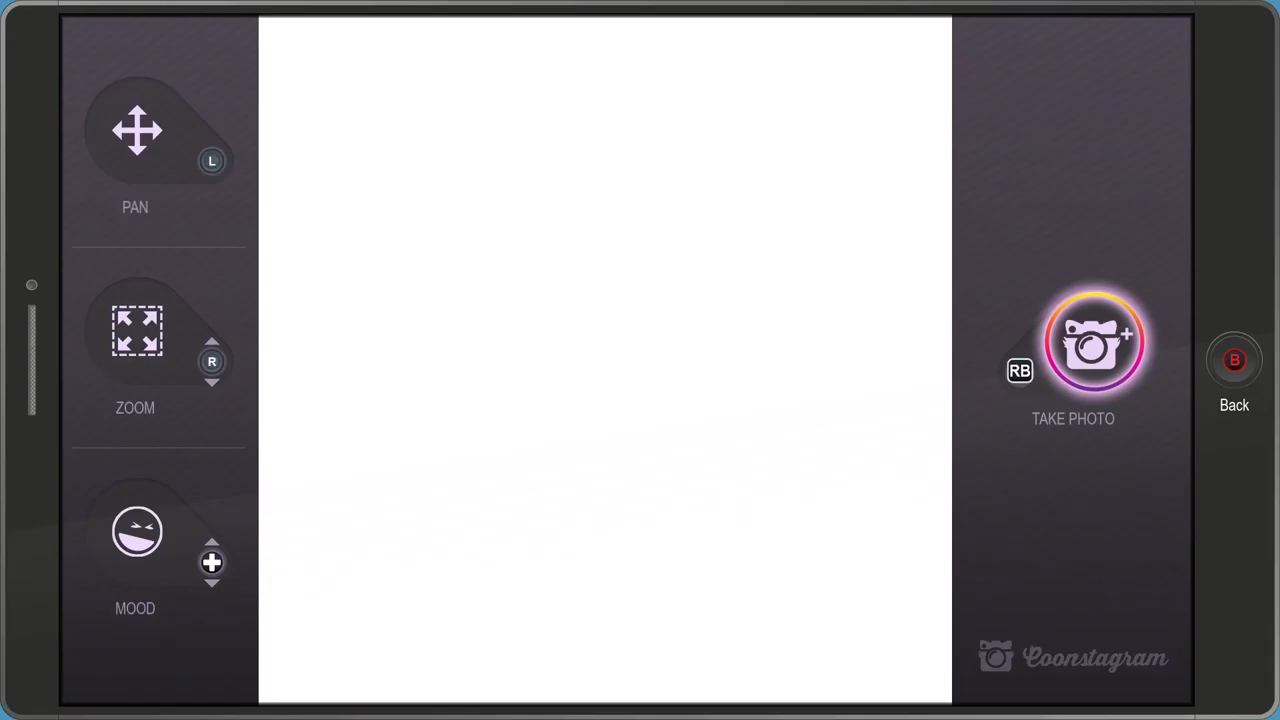 L
PAN
R
ZOOM
MOOD
RB
TAKE PHOTO
B
Back
Coonstagram